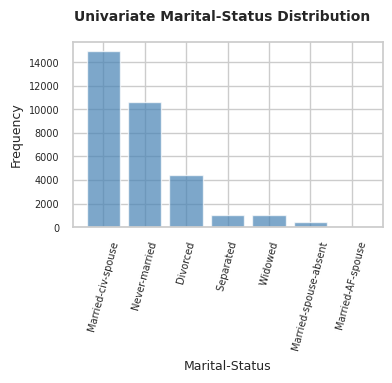 Univariate Marital-Status Distribution
Frequency
14000
12000
10000
8000
6000
4000
2000
0
Married-civ-spouse
Never-married
Divorced
Separated
Widowed
Married-spouse-absent
Married-AF-spouse
Marital-Status